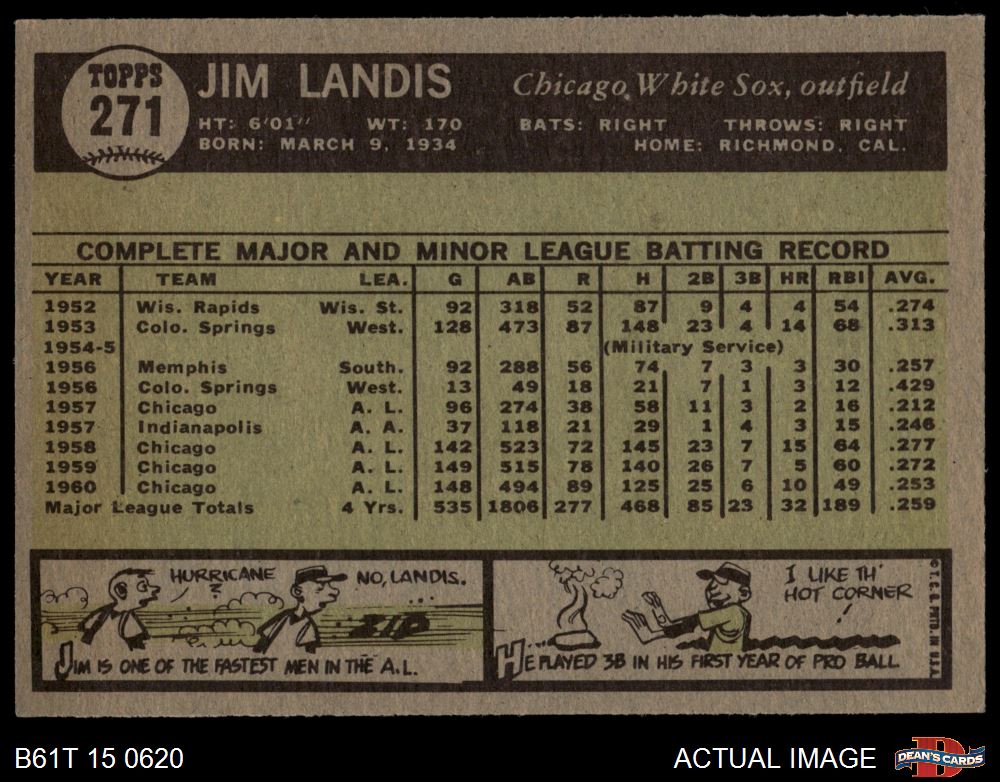 TOPPS
271
JIM LANDIS
Chicago White Sox, outfield
HT: 6'01" WT: 170 BATS: RIGHT THROWS: RIGHT
BORN: MARCH 9, 1934 HOME: RICHMOND, CAL.
COMPLETE MAJOR AND MINOR LEAGUE BATTING RECORD
YEAR TEAM LEA. G AB R H 2B 3B HR RBI AVG.
1952 Wis. Rapids Wis. St. 92 318 52 87 9 4 4 54 .274
1953 Colo. Springs West. 128 473 87 148 23 4 14 68 .313
1954-5 (Military Service)
1956 Memphis South. 92 288 56 74 7 3 3 30 .257
1956 Colo. Springs West. 13 49 18 21 7 1 3 12 .429
1957 Chicago A. L. 96 274 38 58 11 3 2 16 .212
1957 Indianapolis A. A. 37 118 21 29 1 4 3 15 .246
1958 Chicago A. L. 142 523 72 145 23 7 15 64 .277
1959 Chicago A. L. 149 515 78 140 26 7 5 60 .272
1960 Chicago A. L. 148 494 89 125 25 6 10 49 .253
Major League Totals 4 Yrs. 535 1806 277 468 85 23 32 189 .259
HURRICANE
?
NO, LANDIS.
ZIP
JIM IS ONE OF THE FASTEST MEN IN THE A.L.
I LIKE TH'
HOT CORNER
!
HE PLAYED 3B IN HIS FIRST YEAR OF PRO BALL
© T. C. G. PRTD. IN U.S.A.
B61T 15 0620
ACTUAL IMAGE
D
DEAN'S CARDS